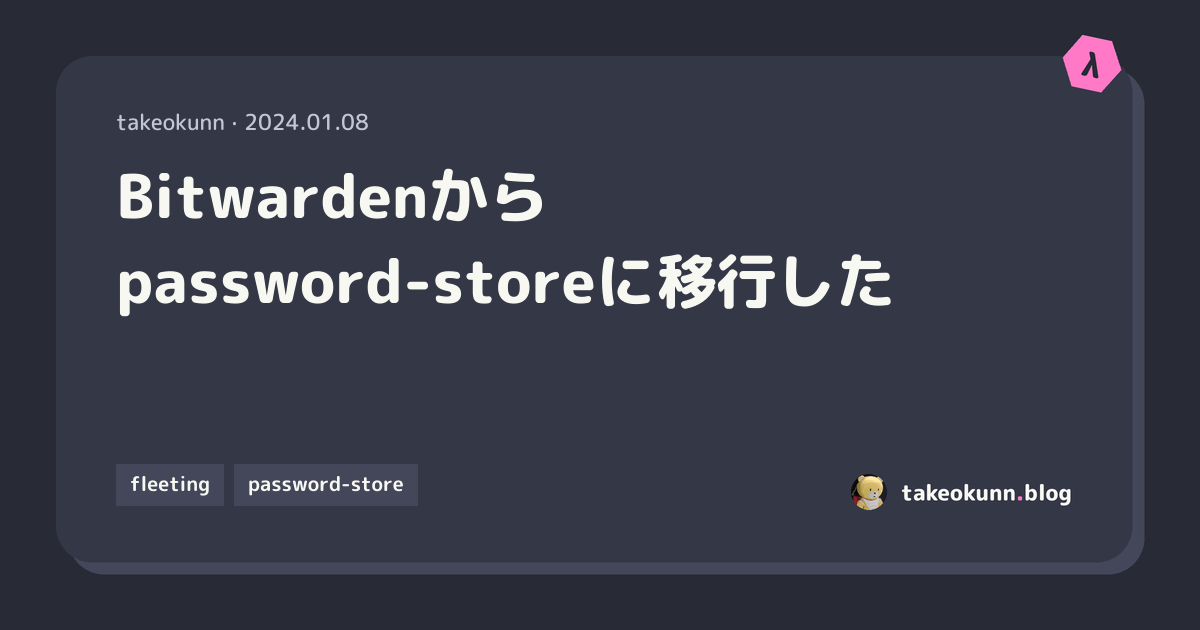 λ
takeokunn · 2024.01.08
Bitwardenから
password-storeに移行した
fleeting
password-store
takeokunn.blog